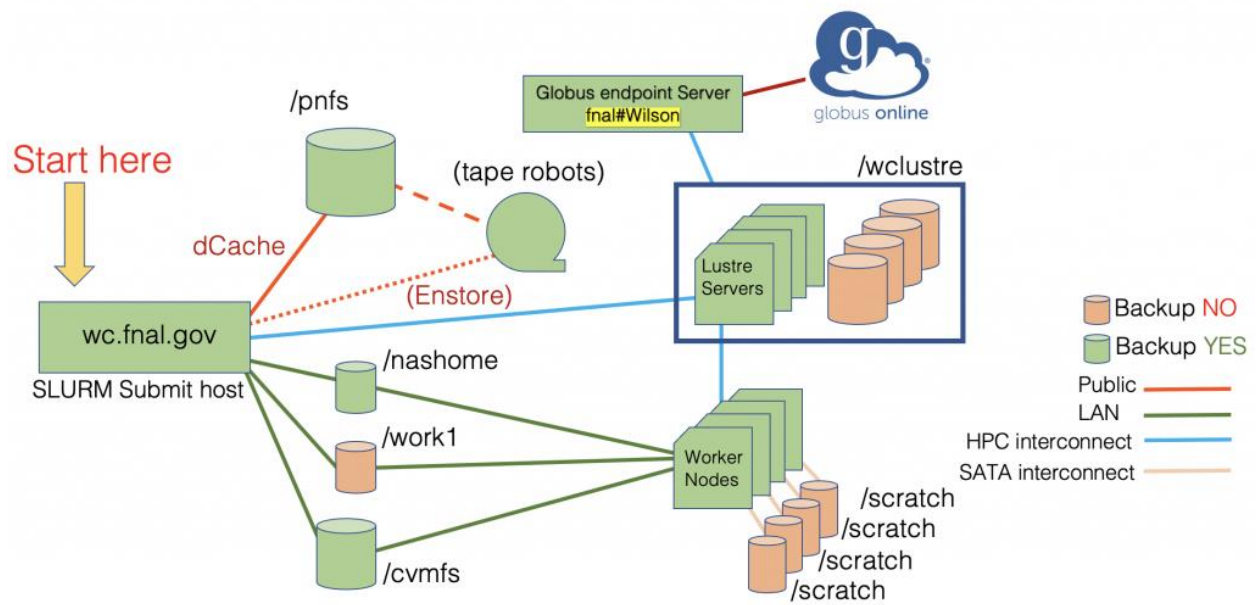 g
globus online
Globus endpoint Server
fnal#Wilson
/pnfs
Start here
(tape robots)
/wclustre
dCache
Lustre
Servers
(Enstore)
wc.fnal.gov
SLURM Submit host
/nashome
/work1
/cvmfs
Worker
Nodes
/scratch
/scratch
/scratch
/scratch
Backup NO
Backup YES
Public
LAN
HPC interconnect
SATA interconnect